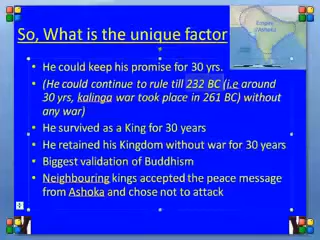 So, What is the unique factor
Empire
d'Ashoka
• He could keep his promise for 30 yrs.
• (He could continue to rule till 232 BC (i.e around
30 yrs, kalinga war took place in 261 BC) without
any war)
• He survived as a King for 30 years
• He retained his Kingdom without war for 30 years
• Biggest validation of Buddhism
• Neighbouring kings accepted the peace message
from Ashoka and chose not to attack